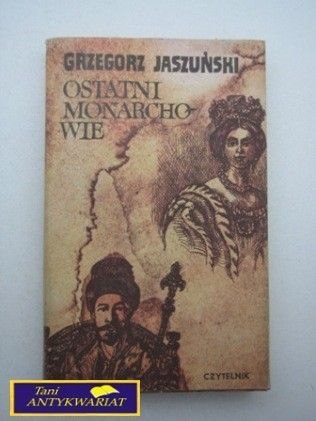 GRZEGORZ JASZUŃSKI
OSTATNI
MONARCHO-
WIE
CZYTELNIK
Tani
ANTYKWARIAT